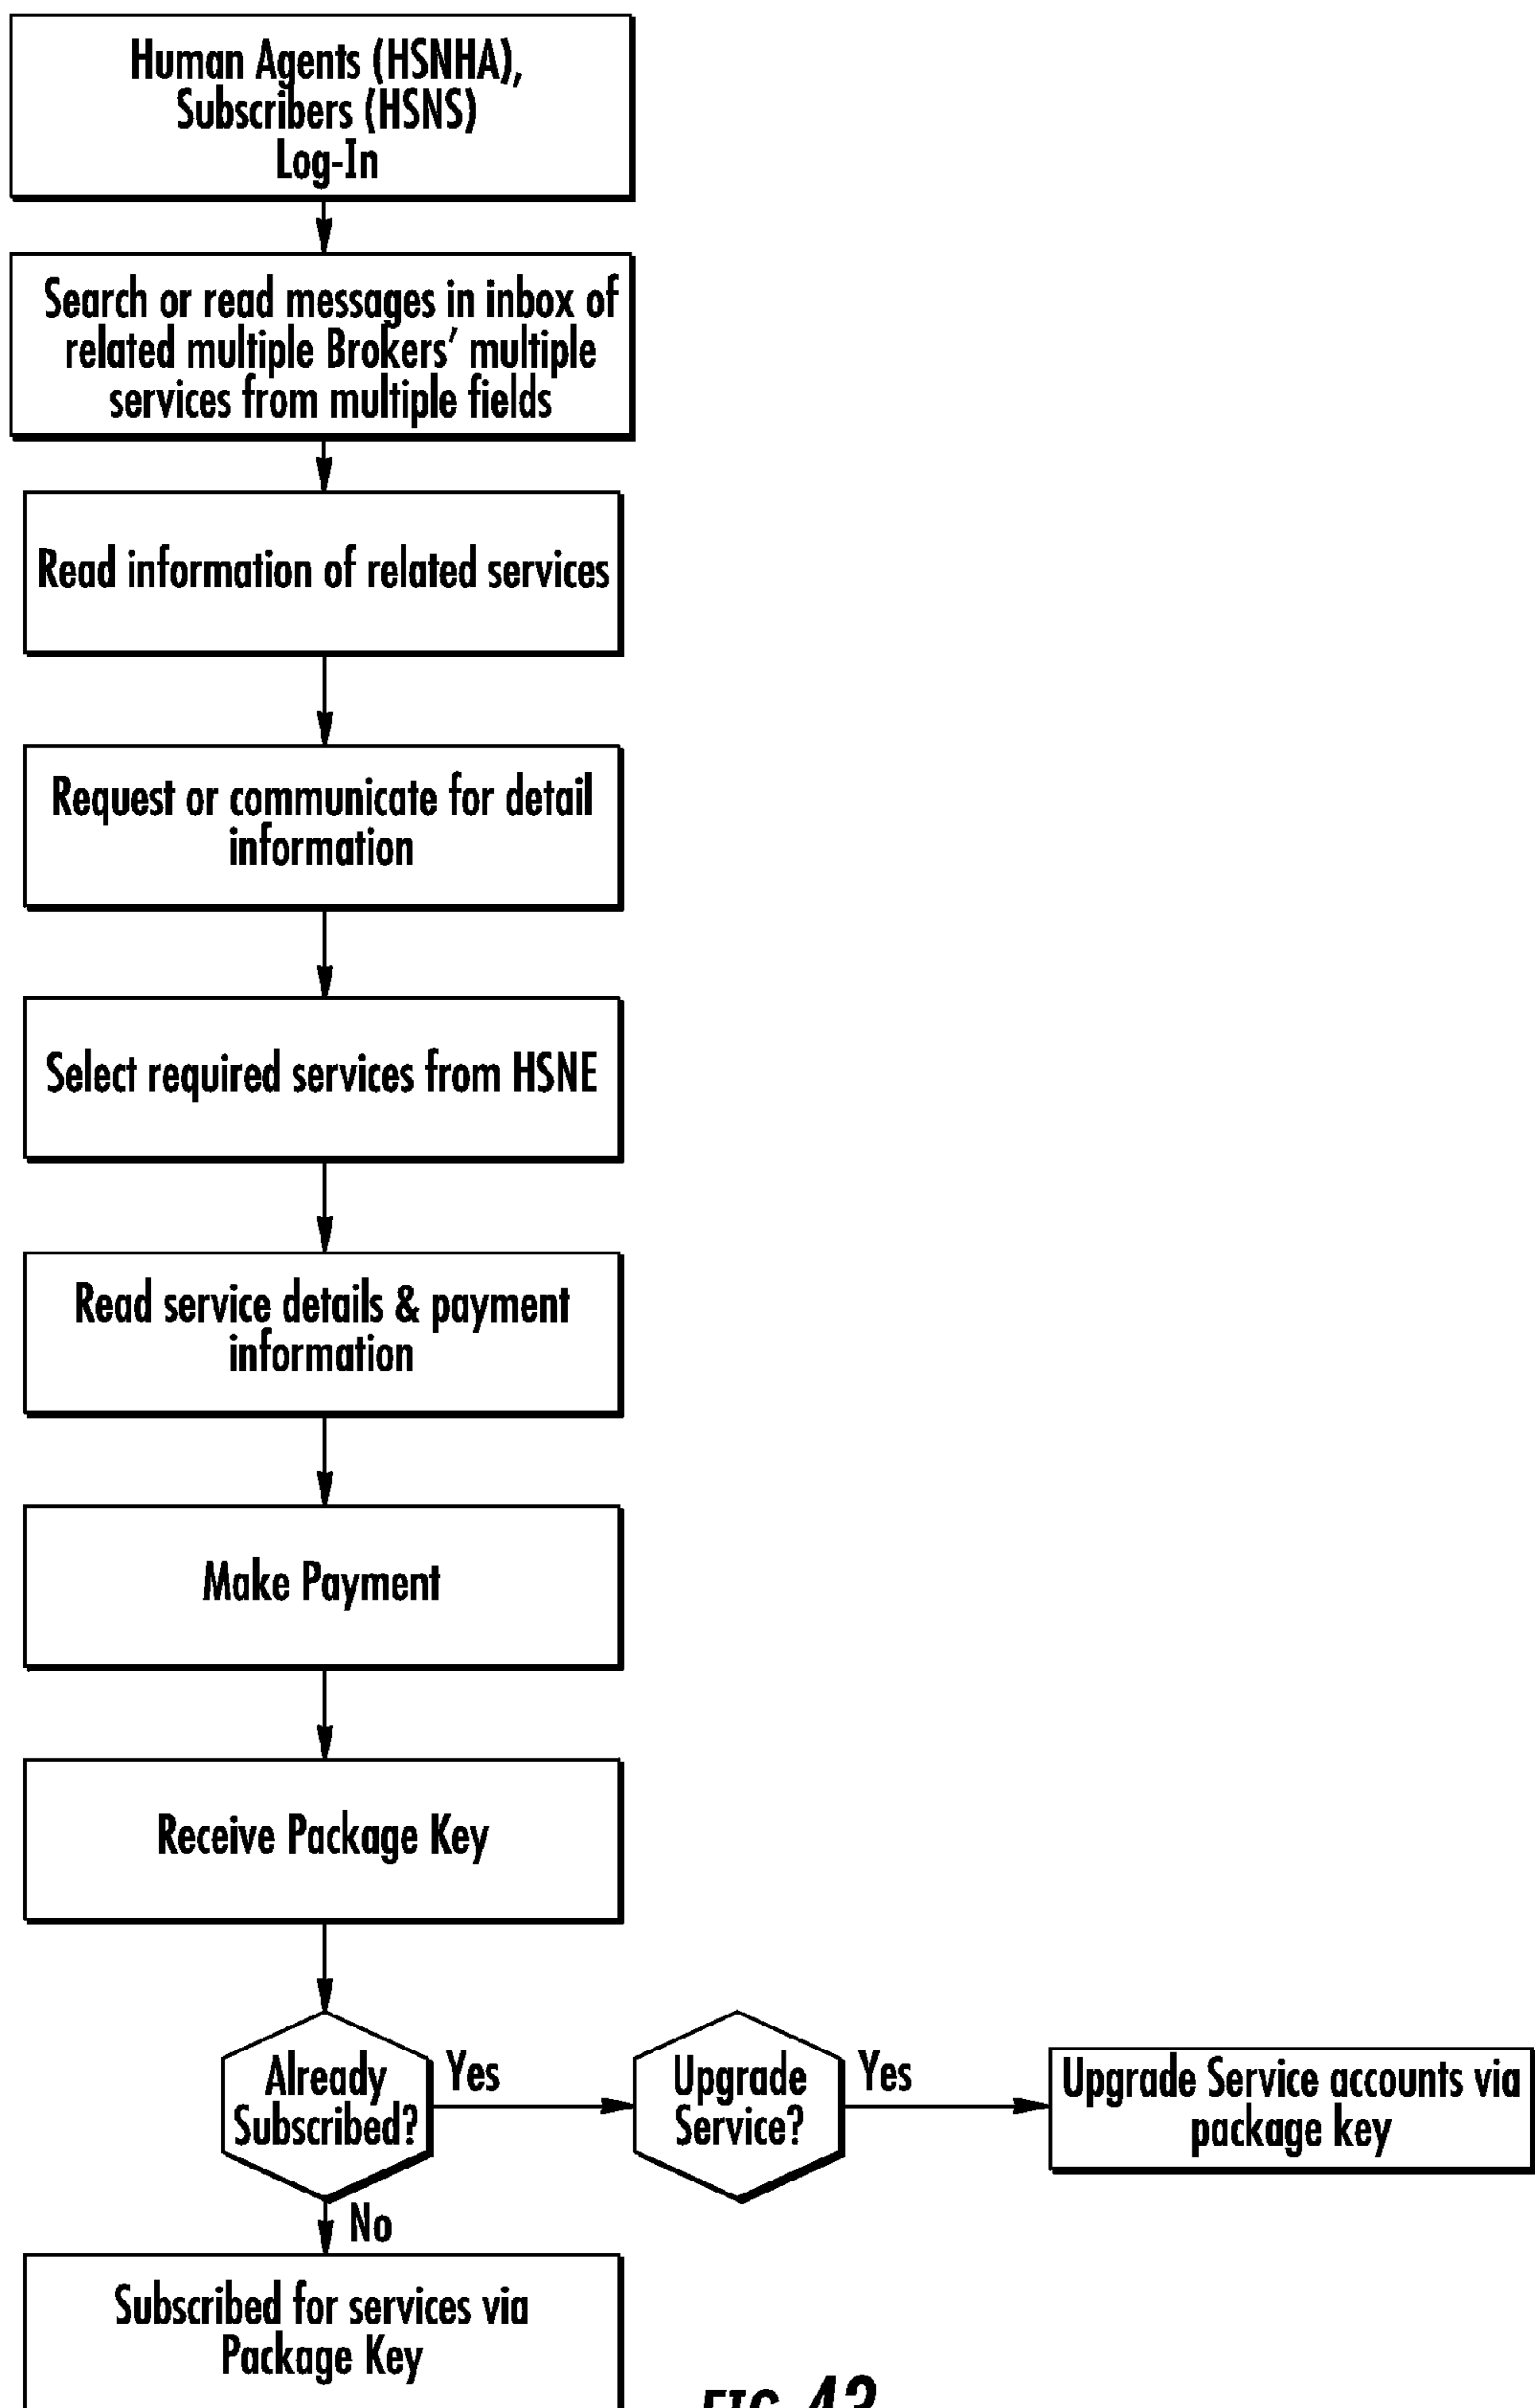 Human Agents (HSNHA),
Subscribers (HSNS)
Log-In
Search or read messages in inbox of
related multiple Brokers' multiple
services from multiple fields
Read information of related services
Request or communicate for detail
information
Select required services from HSNE
Read service details & payment
information
Make Payment
Receive Package Key
Already
Subscribed?
Yes
Upgrade
Service?
Yes
Upgrade Service accounts via
package key
No
Subscribed for services via
Package Key
FIG. 43